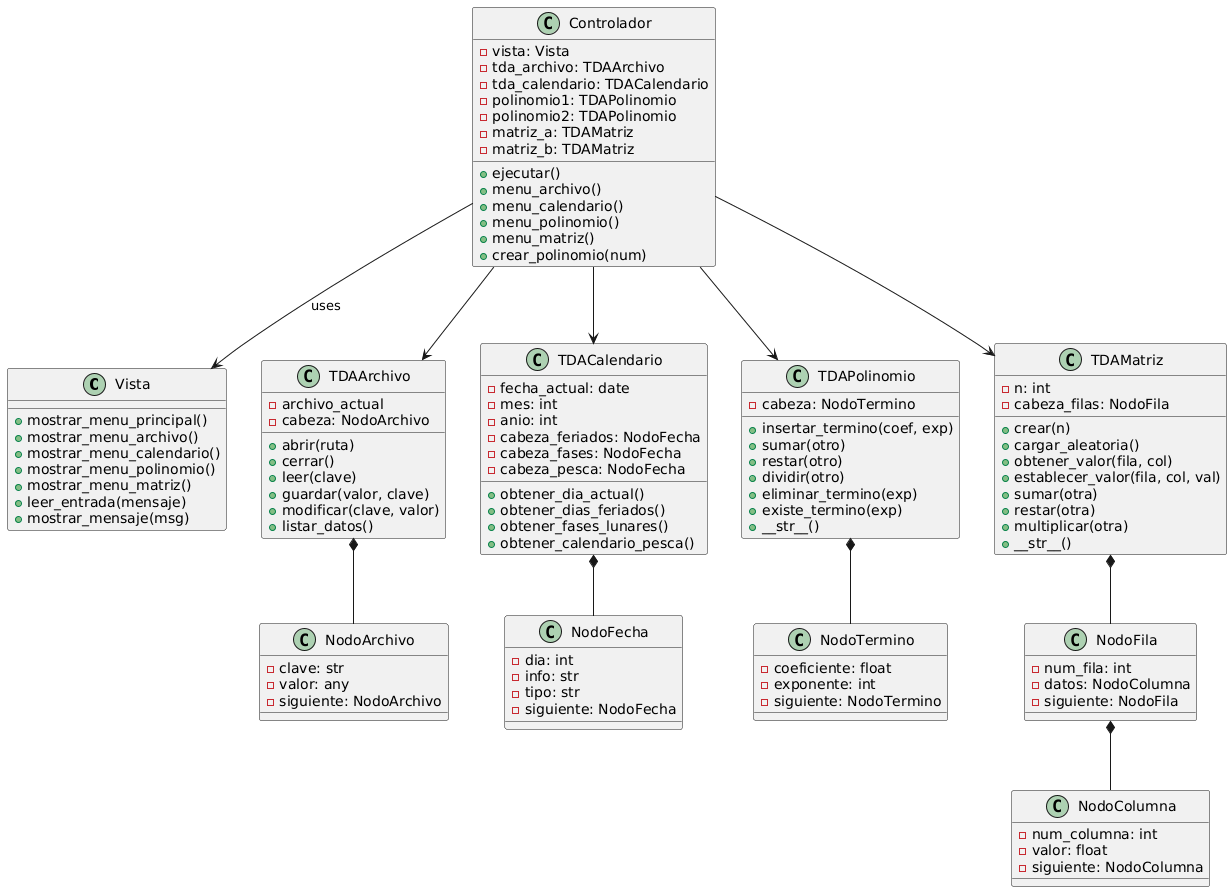 C Controlador
vista: Vista
tda_archivo: TDAArchivo
tda_calendario: TDACalendario
polinomio1: TDAPolinomio
polinomio2: TDAPolinomio
matriz_a: TDAMatriz
matriz_b: TDAMatriz
ejecutar()
menu_archivo()
menu_calendario()
menu_polinomio()
menu_matriz()
crear_polinomio(num)
uses
C Vista
mostrar_menu_principal()
mostrar_menu_archivo()
mostrar_menu_calendario()
mostrar_menu_polinomio()
mostrar_menu_matriz()
leer_entrada(mensaje)
mostrar_mensaje(msg)
C TDAArchivo
archivo_actual
cabeza: NodoArchivo
abrir(ruta)
cerrar()
leer(clave)
guardar(valor, clave)
modificar(clave, valor)
listar_datos()
C TDACalendario
fecha_actual: date
mes: int
anio: int
cabeza_feriados: NodoFecha
cabeza_fases: NodoFecha
cabeza_pesca: NodoFecha
obtener_dia_actual()
obtener_dias_feriados()
obtener_fases_lunares()
obtener_calendario_pesca()
C TDAPolinomio
cabeza: NodoTermino
insertar_termino(coef, exp)
sumar(otro)
restar(otro)
dividir(otro)
eliminar_termino(exp)
existe_termino(exp)
__str__()
C TDAMatriz
n: int
cabeza_filas: NodoFila
crear(n)
cargar_aleatoria()
obtener_valor(fila, col)
establecer_valor(fila, col, val)
sumar(otra)
restar(otra)
multiplicar(otra)
__str__()
C NodoArchivo
clave: str
valor: any
siguiente: NodoArchivo
C NodoFecha
dia: int
info: str
tipo: str
siguiente: NodoFecha
C NodoTermino
coeficiente: float
exponente: int
siguiente: NodoTermino
C NodoFila
num_fila: int
datos: NodoColumna
siguiente: NodoFila
C NodoColumna
num_columna: int
valor: float
siguiente: NodoColumna